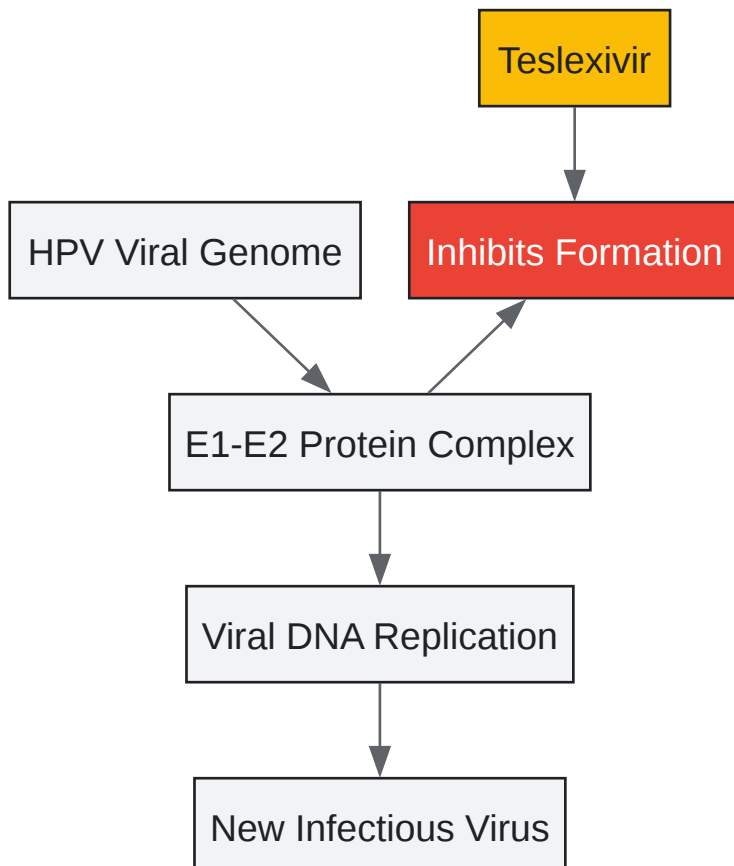 Teslexivir
HPV Viral Genome
Inhibits Formation
E1-E2 Protein Complex
Viral DNA Replication
New Infectious Virus